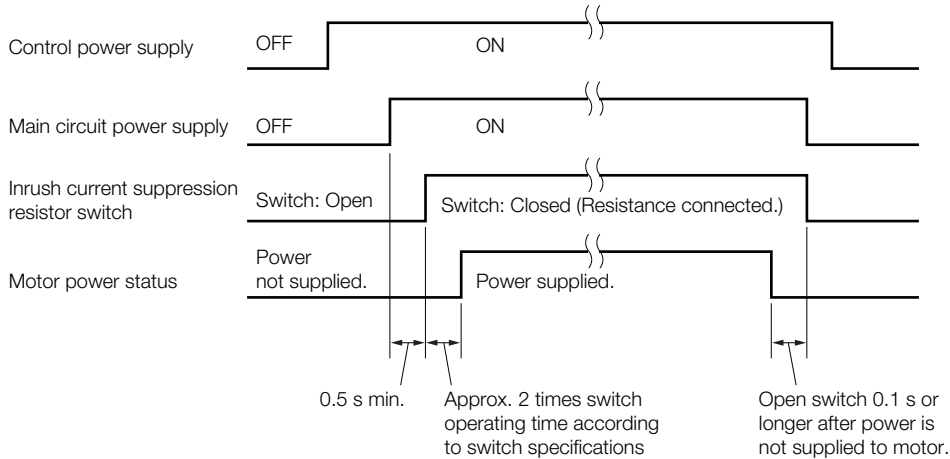 Control power supply
OFF
ON
Main circuit power supply
OFF
ON
Inrush current suppression
resistor switch
Switch: Open
Switch: Closed (Resistance connected.)
Motor power status
Power
not supplied.
Power supplied.
0.5 s min.
Approx. 2 times switch
operating time according
to switch specifications
Open switch 0.1 s or
longer after power is
not supplied to motor.